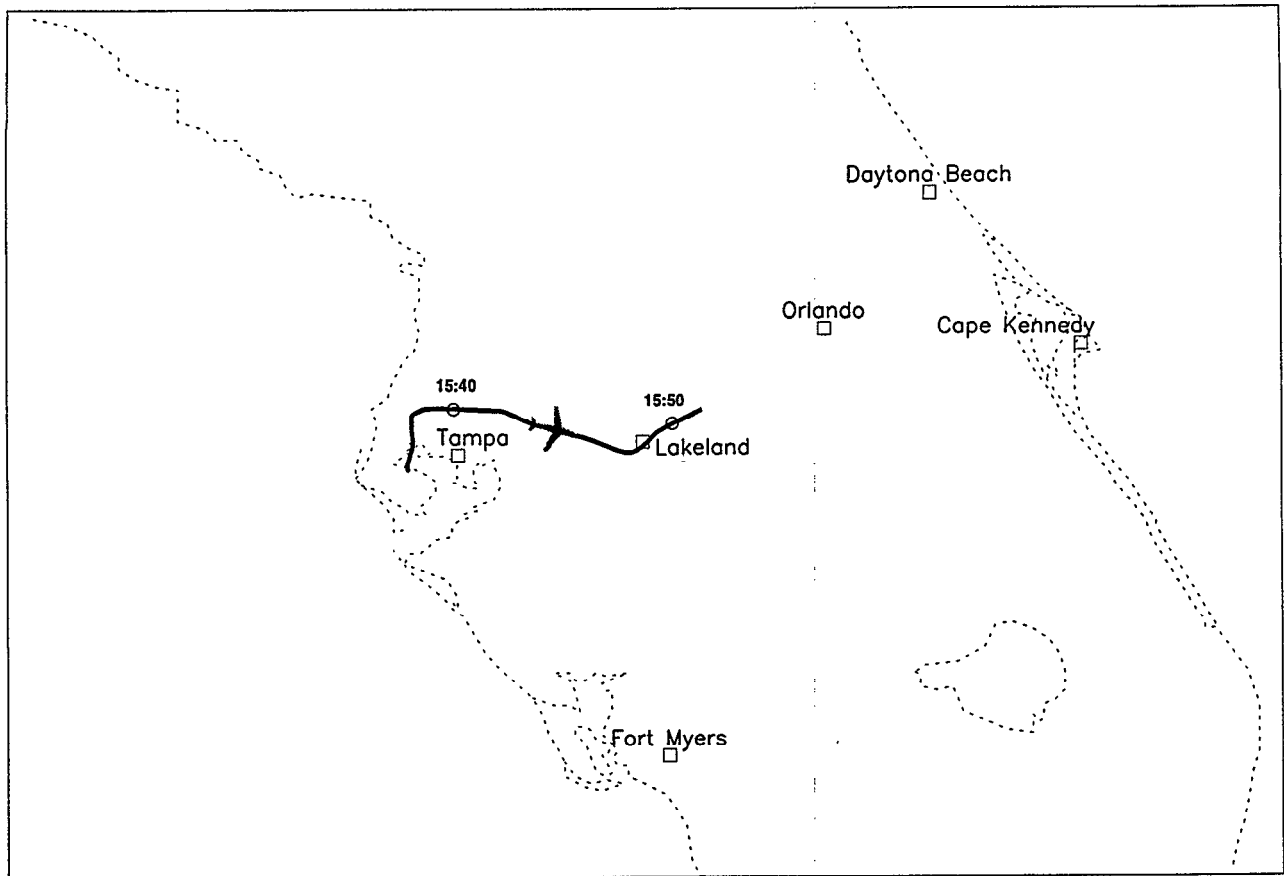 Daytona Beach
Orlando
Cape Kennedy
15:40
15:50
Tampa
Lakeland
Fort Myers